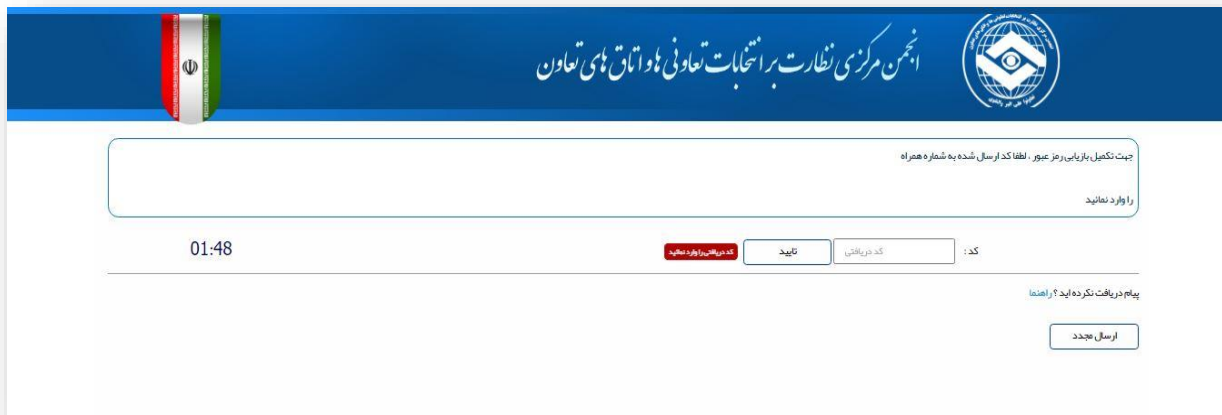 انجمن مرکزی نظارت بر انتخابات تعاونی ها و اتاق های تعاون
جهت تکمیل بازیابی رمز عبور ، لطفا کد ارسال شده به شماره همراه
را وارد نمائید
کد :
کد دریافتی
تایید
کد دریافتی را وارد نمائید
01:48
پیام دریافت نکرده اید ؟ راهنما
ارسال مجدد